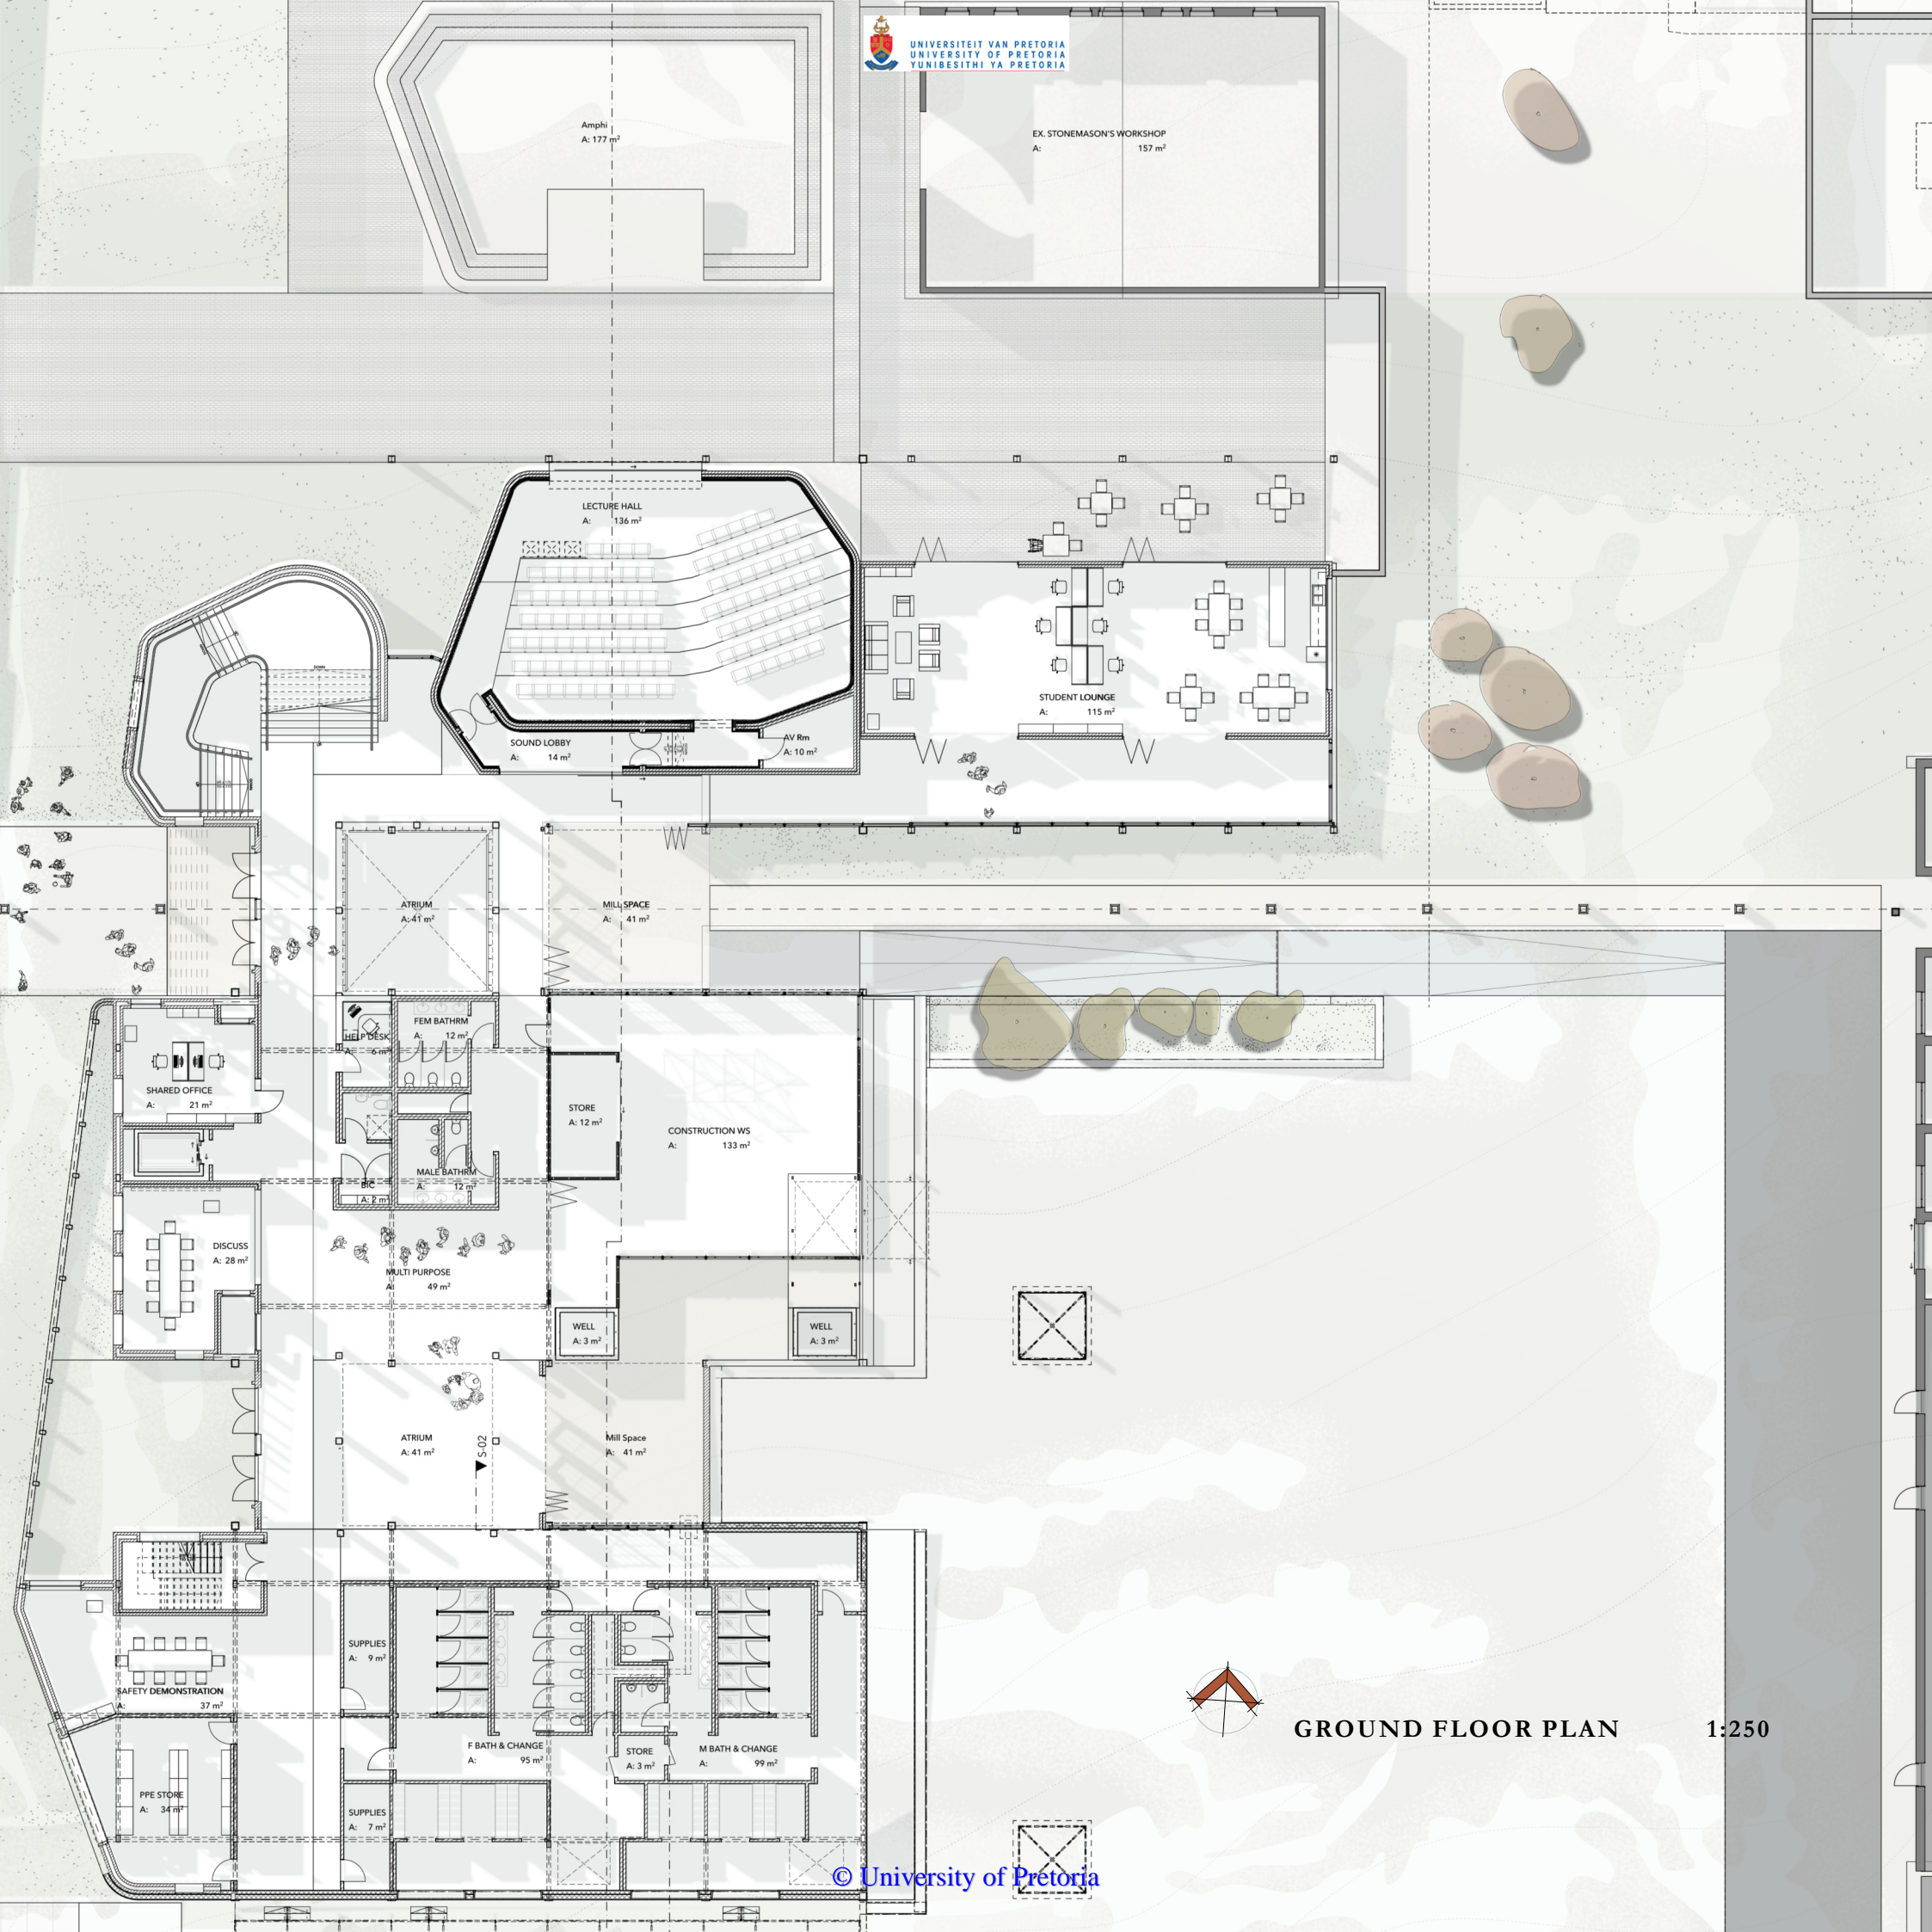 UNIVERSITEIT VAN PRETORIA
UNIVERSITY OF PRETORIA
YUNIBESITHI YA PRETORIA
Amphi
A: 177 m²
EX. STONEMASON'S WORKSHOP
A: 157 m²
LECTURE HALL
A: 136 m²
STUDENT LOUNGE
A: 115 m²
SOUND LOBBY
A: 14 m²
AV Rm
A: 10 m²
ATRIUM
A: 41 m²
MILL SPACE
A: 41 m²
HELP DESK
A: 6 m²
FEM BATHRM
A: 12 m²
SHARED OFFICE
A: 21 m²
STORE
A: 12 m²
CONSTRUCTION WS
A: 133 m²
MALE BATHRM
A: 12 m²
BIC
A: 2 m²
DISCUSS
A: 28 m²
MULTI PURPOSE
A: 49 m²
WELL
A: 3 m²
WELL
A: 3 m²
ATRIUM
A: 41 m²
S-02
Mill Space
A: 41 m²
SUPPLIES
A: 9 m²
SAFETY DEMONSTRATION
A: 37 m²
F BATH & CHANGE
A: 95 m²
STORE
A: 3 m²
M BATH & CHANGE
A: 99 m²
PPE STORE
A: 34 m²
SUPPLIES
A: 7 m²
GROUND FLOOR PLAN 1:250
© University of Pretoria